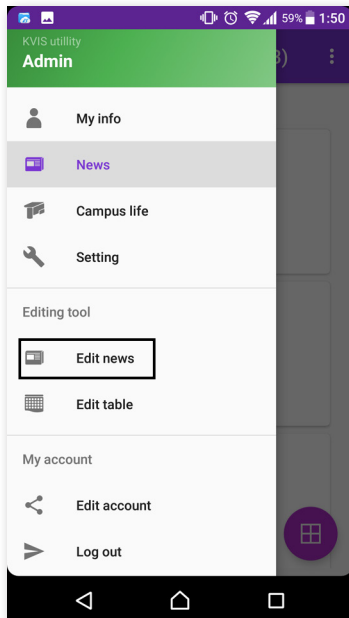 59% 1:50
KVIS utillity
Admin
3)
My info
News
Campus life
Setting
Editing tool
Edit news
Edit table
My account
Edit account
Log out